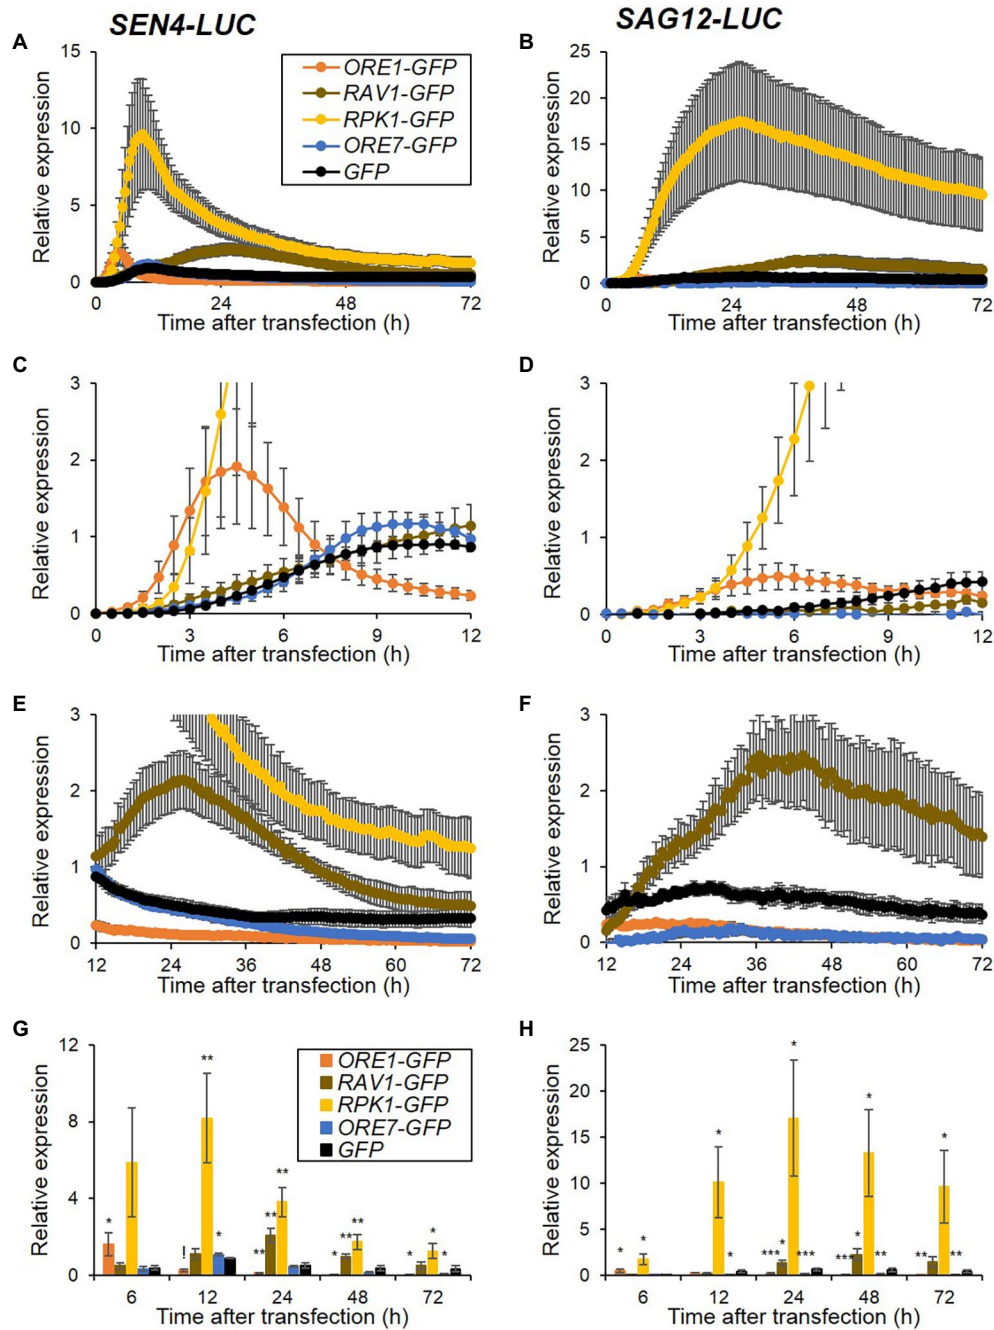 SEN4-LUC
SAG12-LUC
A
15
10
5
0
Relative expression
ORE1-GFP
RAV1-GFP
RPK1-GFP
ORE7-GFP
GFP
0 24 48 72
Time after transfection (h)
B
25
20
15
10
5
0
Relative expression
0 24 48 72
Time after transfection (h)
C
3
2
1
0
Relative expression
0 3 6 9 12
Time after transfection (h)
D
3
2
1
0
Relative expression
0 3 6 9 12
Time after transfection (h)
E
3
2
1
0
Relative expression
12 24 36 48 60 72
Time after transfection (h)
F
3
2
1
0
Relative expression
12 24 36 48 60 72
Time after transfection (h)
G
12
8
4
0
Relative expression
ORE1-GFP
RAV1-GFP
RPK1-GFP
ORE7-GFP
GFP
* ! ** * ** ** ** * ** ** * * *
6 12 24 48 72
Time after transfection (h)
H
25
20
15
10
5
0
Relative expression
* * * * *** * * *** *** * * ** ** * **
6 12 24 48 72
Time after transfection (h)